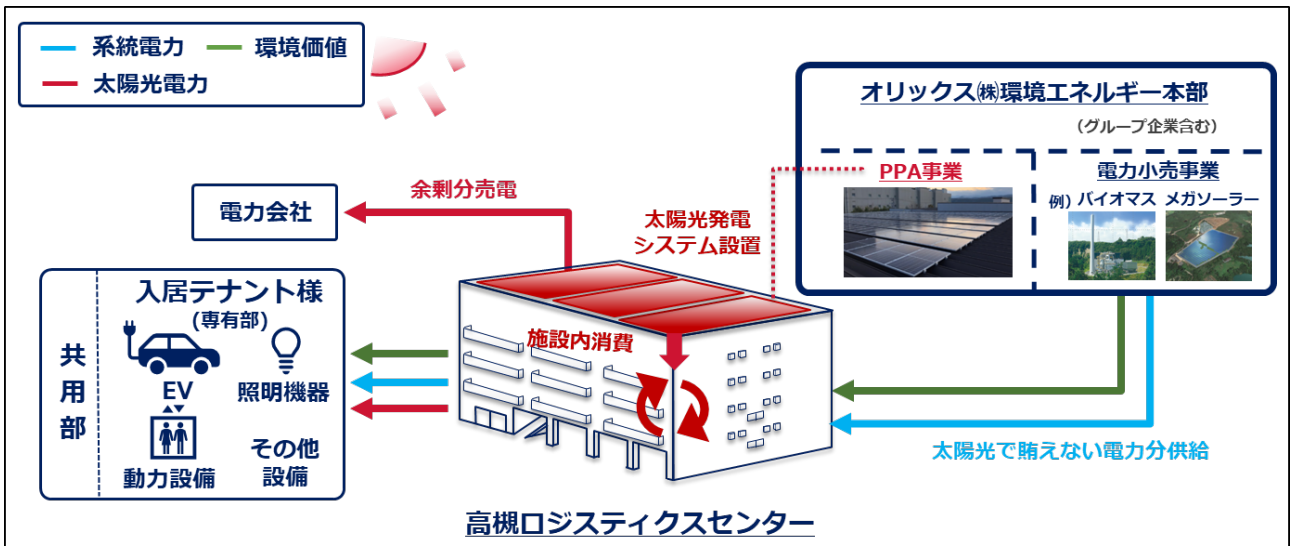 系統電力
環境価値
太陽光電力
オリックス㈱環境エネルギー本部
（グループ企業含む）
PPA事業
電力小売事業
例）バイオマス メガソーラー
電力会社
余剰分売電
太陽光発電
システム設置
入居テナント様
(専有部)
共用部
EV
照明機器
動力設備
その他
設備
施設内消費
太陽光で賄えない電力分供給
高槻ロジスティクスセンター